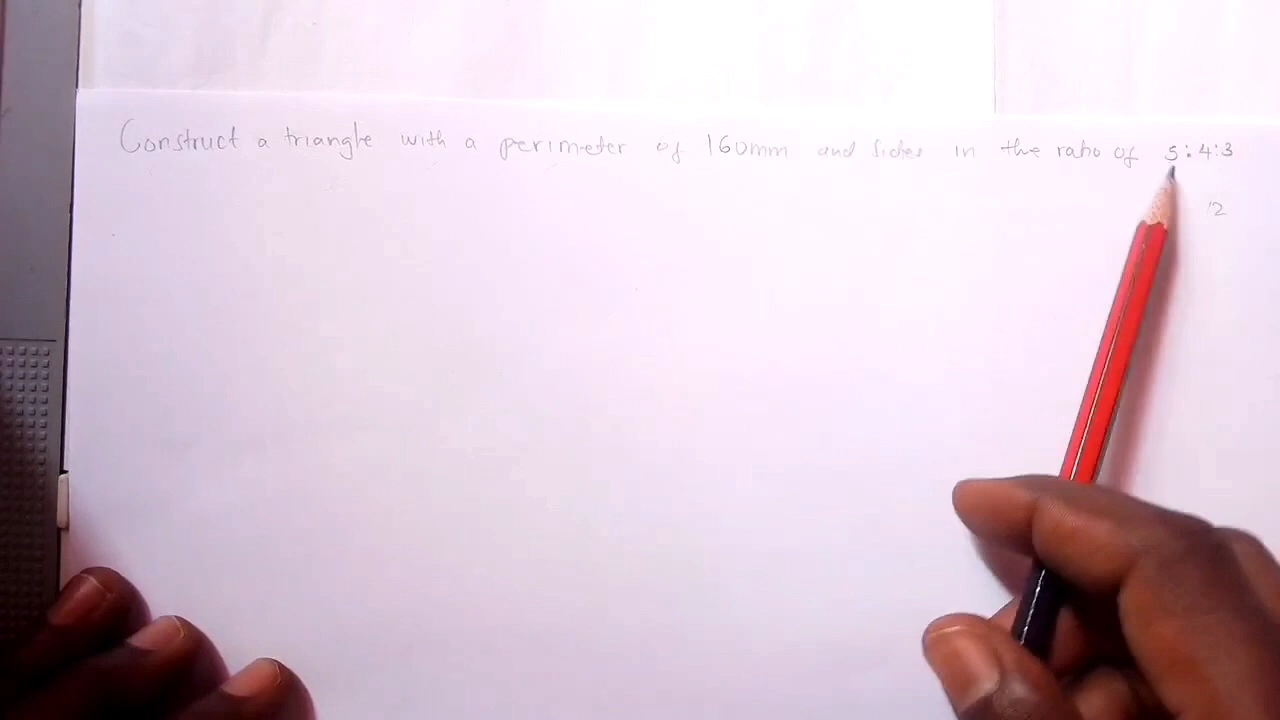 Construct a triangle with a perimeter of 160mm and sides in the ratio of 5:4:3
12